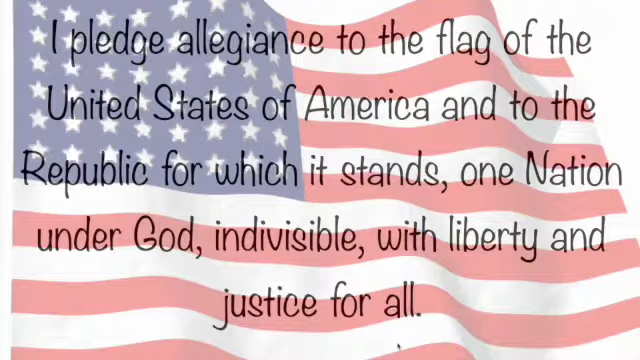 I pledge allegiance to the flag of the
United States of America and to the
Republic for which it stands, one Nation
under God, indivisible, with liberty and
justice for all.